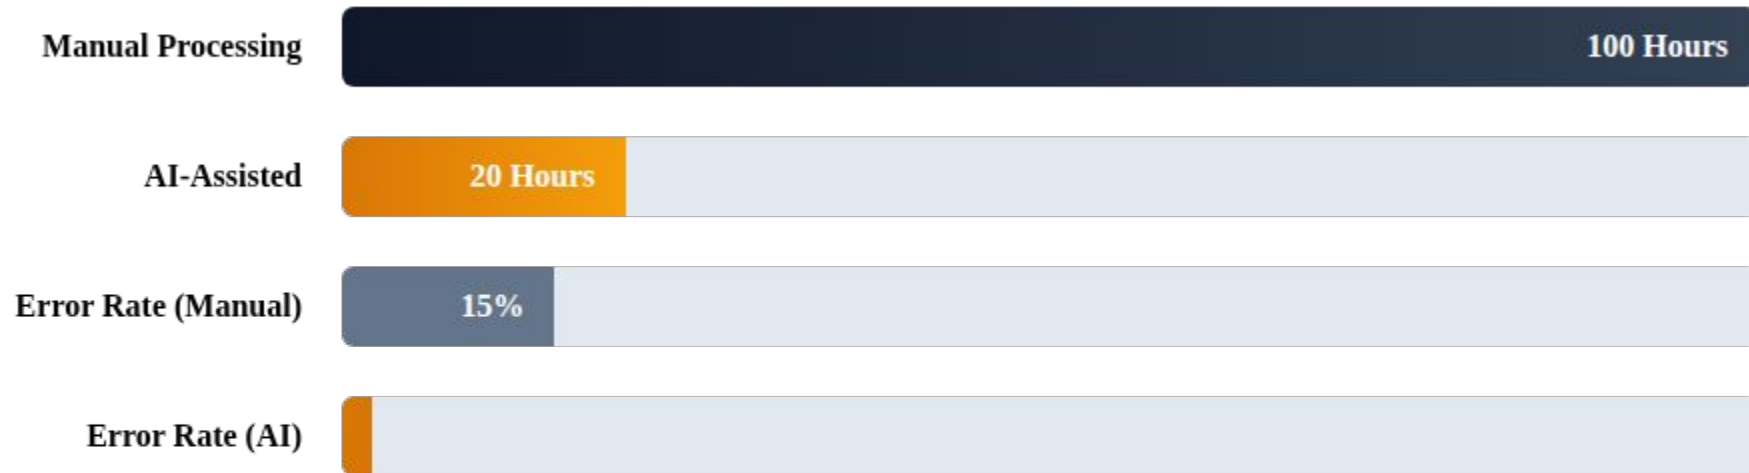 Manual Processing 100 Hours
AI-Assisted 20 Hours
Error Rate (Manual) 15%
Error Rate (AI)